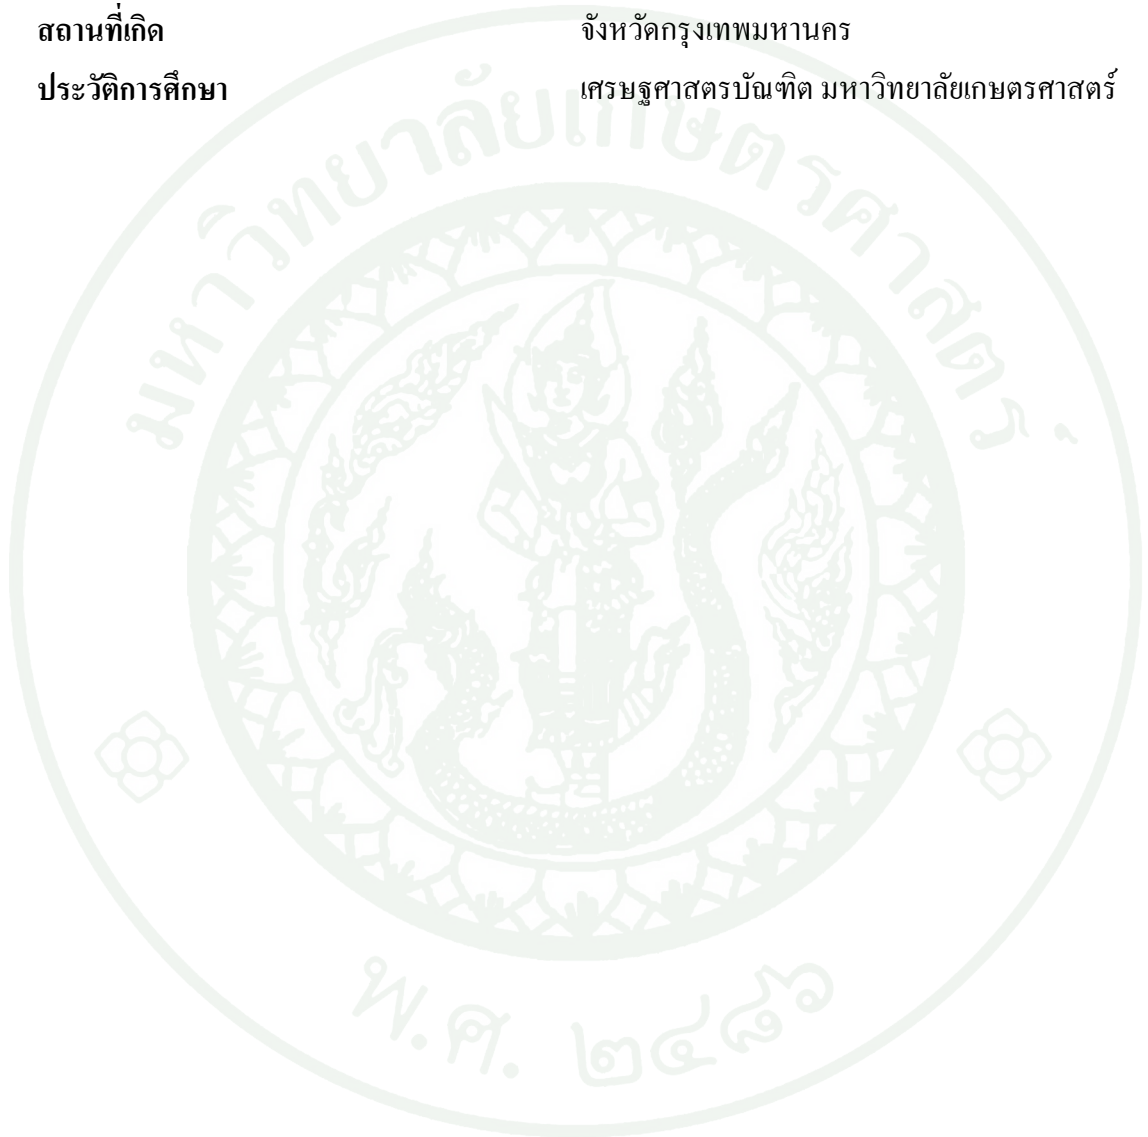 สถานที่เกิด จังหวัดกรุงเทพมหานคร
ประวัติการศึกษา เศรษฐศาสตรบัณฑิต มหาวิทยาลัยเกษตรศาสตร์
มหาวิทยาลัยเกษตรศาสตร์
พ.ศ. ๒๔๘๖